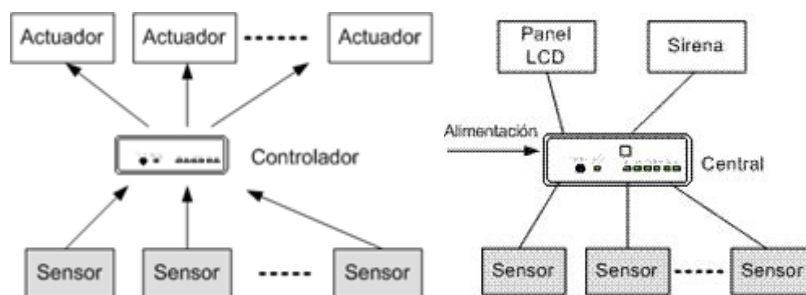 Actuador
Actuador
Actuador
Controlador
Sensor
Sensor
Sensor
Panel
LCD
Sirena
Alimentación
Central
Sensor
Sensor
Sensor